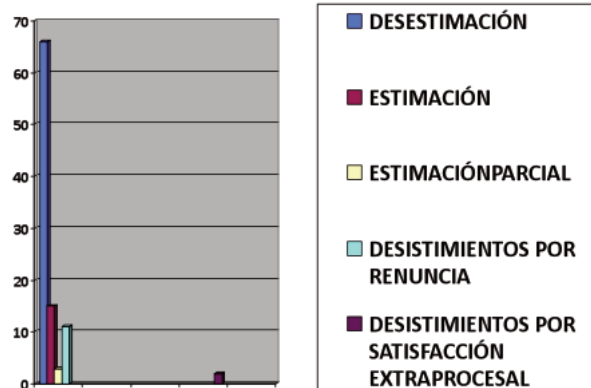 70
60
50
40
30
20
10
0
DESESTIMACIÓN
ESTIMACIÓN
ESTIMACIÓNPARCIAL
DESISTIMIENTOS POR
RENUNCIA
DESISTIMIENTOS POR
SATISFACCIÓN
EXTRAPROCESAL